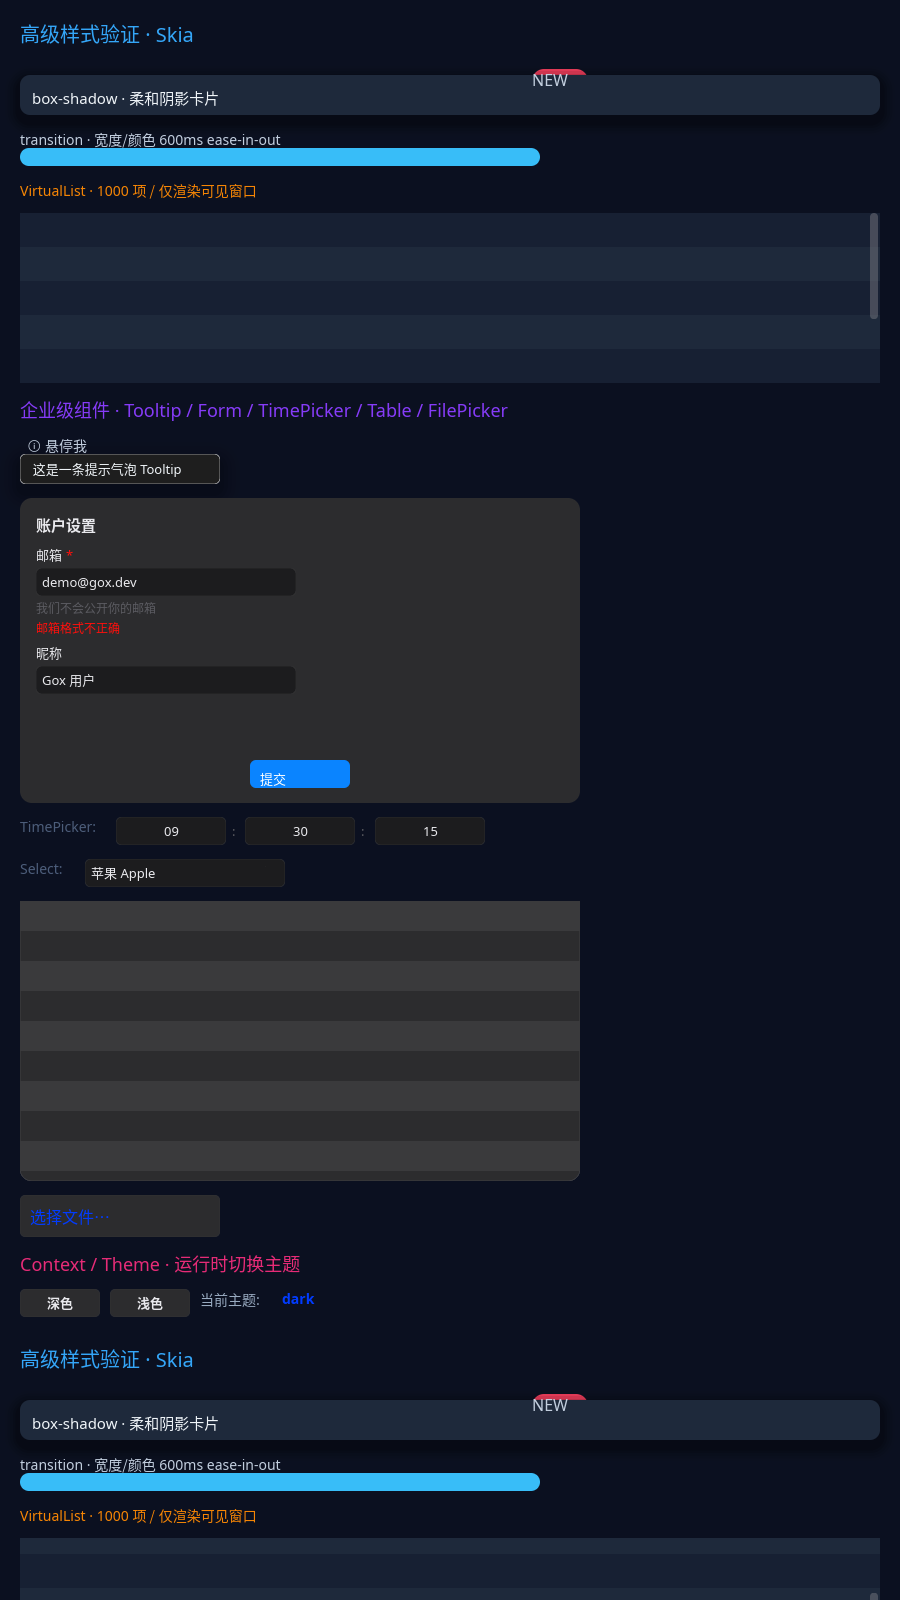 高级样式验证 · Skia
NEW
box-shadow · 柔和阴影卡片
transition · 宽度/颜色 600ms ease-in-out
VirtualList · 1000 项 / 仅渲染可见窗口
企业级组件 · Tooltip / Form / TimePicker / Table / FilePicker
ⓘ 悬停我
这是一条提示气泡 Tooltip
账户设置
邮箱 *
demo@gox.dev
我们不会公开你的邮箱
邮箱格式不正确
昵称
Gox 用户
提交
TimePicker: 09 : 30 : 15
Select: 苹果 Apple
选择文件…
Context / Theme · 运行时切换主题
深色 浅色 当前主题: dark
高级样式验证 · Skia
NEW
box-shadow · 柔和阴影卡片
transition · 宽度/颜色 600ms ease-in-out
VirtualList · 1000 项 / 仅渲染可见窗口